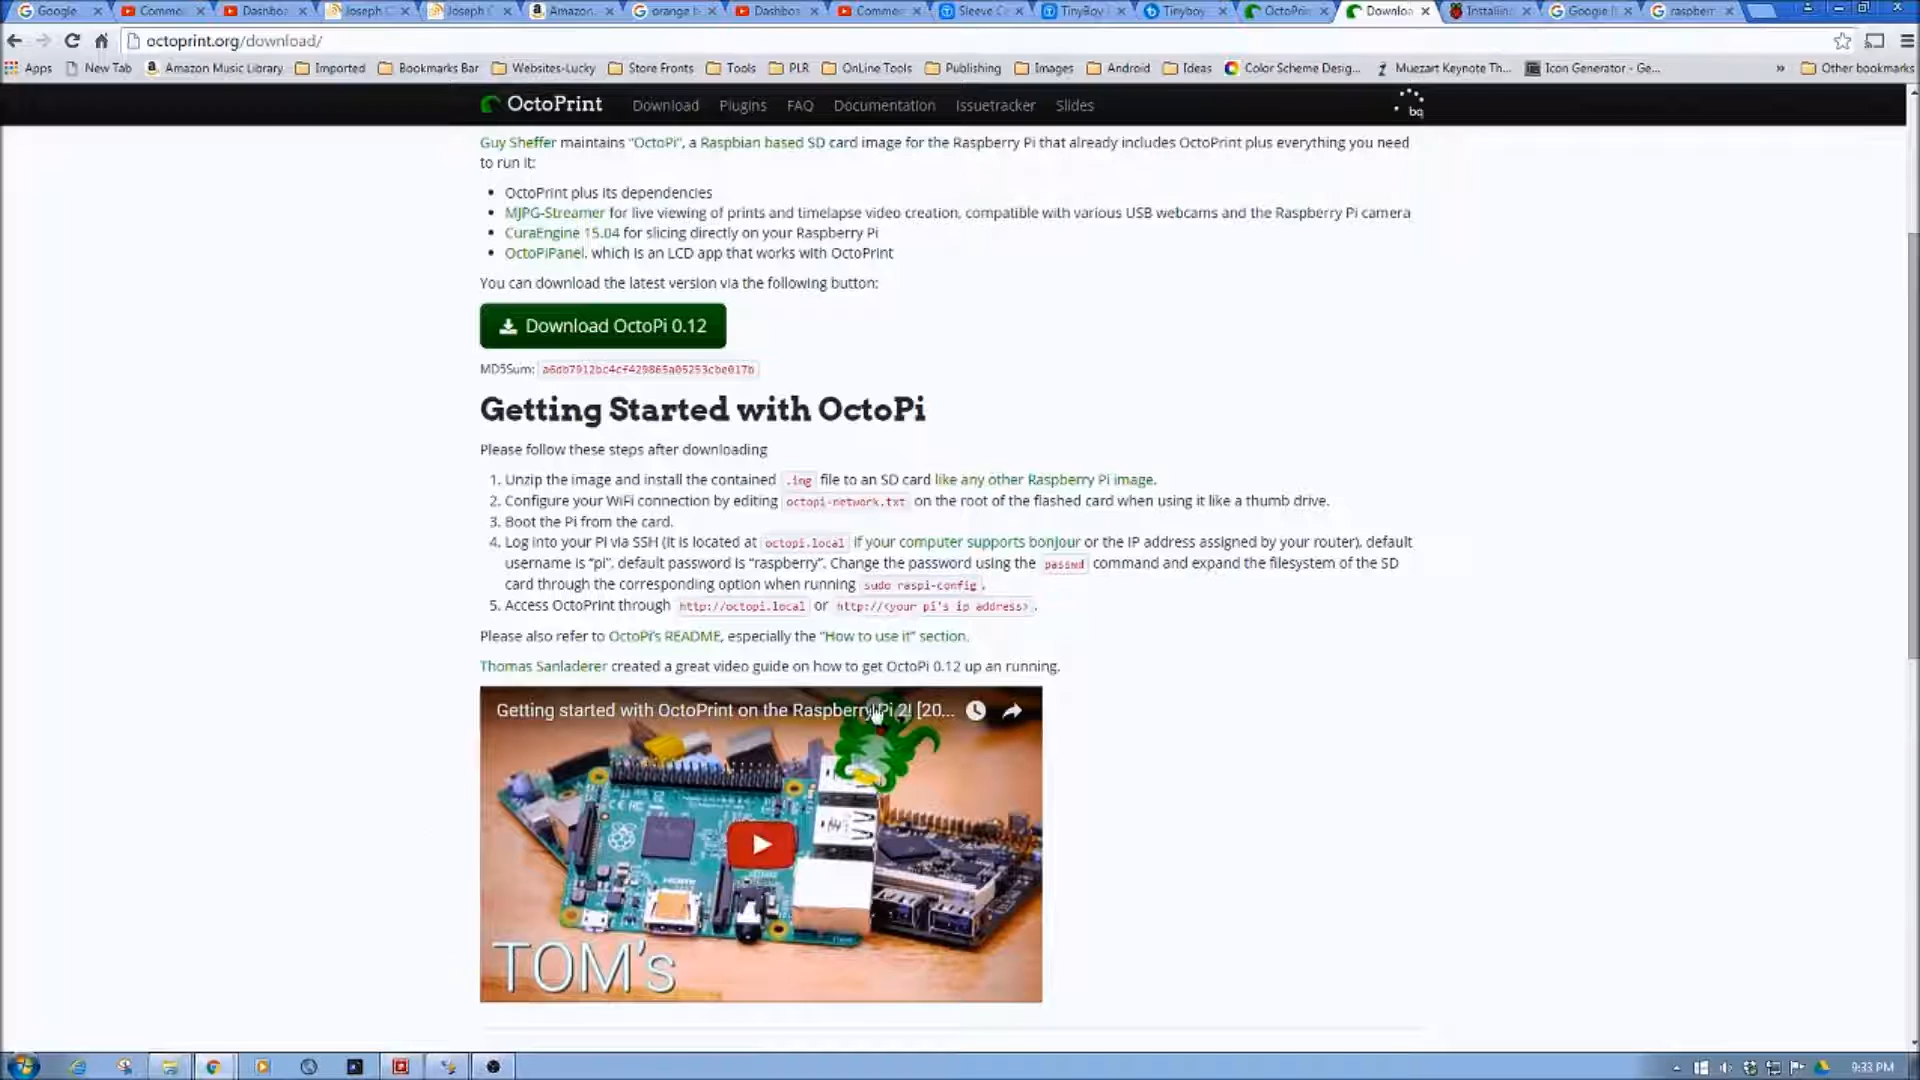 Google
Comme
Dashbo
Joseph C
Joseph C
Amazon.
orange b
Dashbo
Comme
Sleeve C
TinyBoy
Tinyboy
OctoPrin
Downloa
Installin
Google
raspberr
octoprint.org/download/
Apps
New Tab
Amazon Music Library
Imported
Bookmarks Bar
Websites-Lucky
Store Fronts
Tools
PLR
OnLine Tools
Publishing
Images
Android
Ideas
Color Scheme Desig...
Muezart Keynote Th...
Icon Generator - Ge...
»
Other bookmarks
OctoPrint
Download
Plugins
FAQ
Documentation
Issuetracker
Slides
bq
Guy Sheffer maintains "OctoPi", a Raspbian based SD card image for the Raspberry Pi that already includes OctoPrint plus everything you need
to run it:
• OctoPrint plus its dependencies
• MJPG-Streamer for live viewing of prints and timelapse video creation, compatible with various USB webcams and the Raspberry Pi camera
• CuraEngine 15.04 for slicing directly on your Raspberry Pi
• OctoPiPanel, which is an LCD app that works with OctoPrint
You can download the latest version via the following button:
Download OctoPi 0.12
MD5Sum: a6db7912bc4cf429865a05253cbe017b
Getting Started with OctoPi
Please follow these steps after downloading
1. Unzip the image and install the contained .img file to an SD card like any other Raspberry Pi image.
2. Configure your WiFi connection by editing octopi-network.txt on the root of the flashed card when using it like a thumb drive.
3. Boot the Pi from the card.
4. Log into your Pi via SSH (it is located at octopi.local if your computer supports bonjour or the IP address assigned by your router), default
username is "pi", default password is "raspberry". Change the password using the passwd command and expand the filesystem of the SD
card through the corresponding option when running sudo raspi-config.
5. Access OctoPrint through http://octopi.local or http://<your pi's ip address>.
Please also refer to OctoPi's README, especially the "How to use it" section.
Thomas Sanladerer created a great video guide on how to get OctoPi 0.12 up an running.
Getting started with OctoPrint on the Raspberry Pi 2! [20...
HDMI
TOM's
9:33 PM